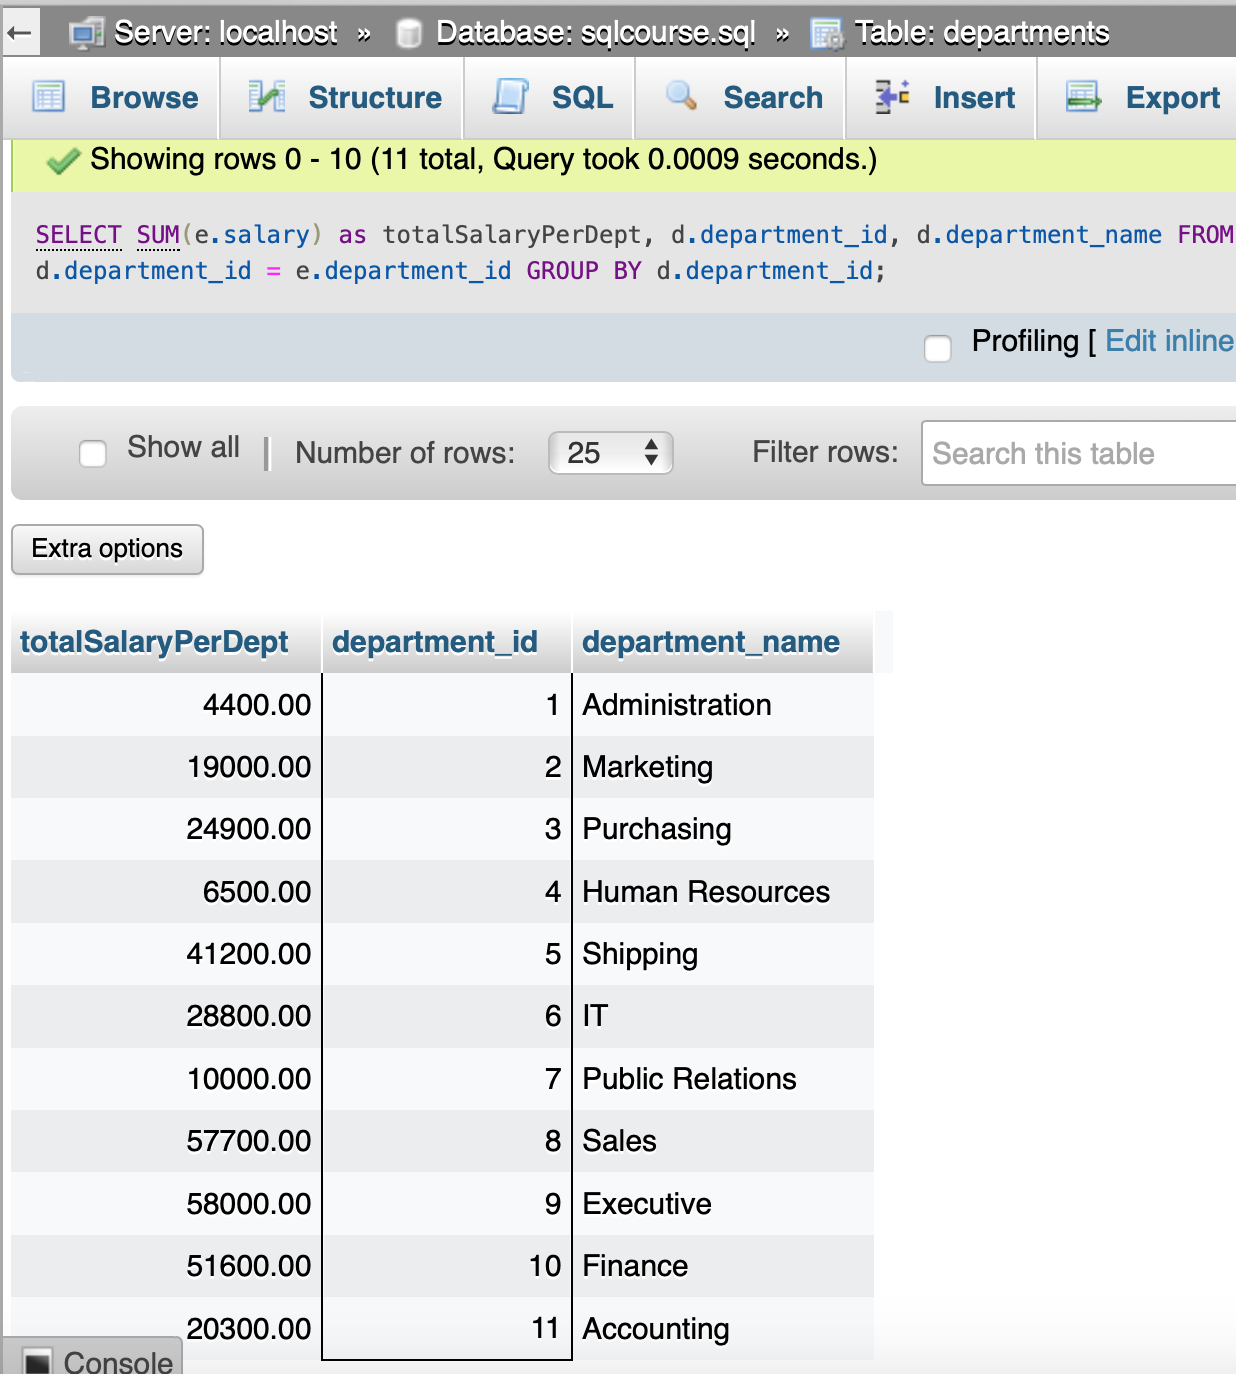 Server: localhost » Database: sqlcourse.sql » Table: departments
Browse Structure SQL Search Insert Export
Showing rows 0 - 10 (11 total, Query took 0.0009 seconds.)
SELECT SUM(e.salary) as totalSalaryPerDept, d.department_id, d.department_name FROM
d.department_id = e.department_id GROUP BY d.department_id;
Profiling [ Edit inline
Show all | Number of rows: 25 Filter rows: Search this table
Extra options
totalSalaryPerDept department_id department_name
4400.00 1 Administration
19000.00 2 Marketing
24900.00 3 Purchasing
6500.00 4 Human Resources
41200.00 5 Shipping
28800.00 6 IT
10000.00 7 Public Relations
57700.00 8 Sales
58000.00 9 Executive
51600.00 10 Finance
20300.00 11 Accounting
Console